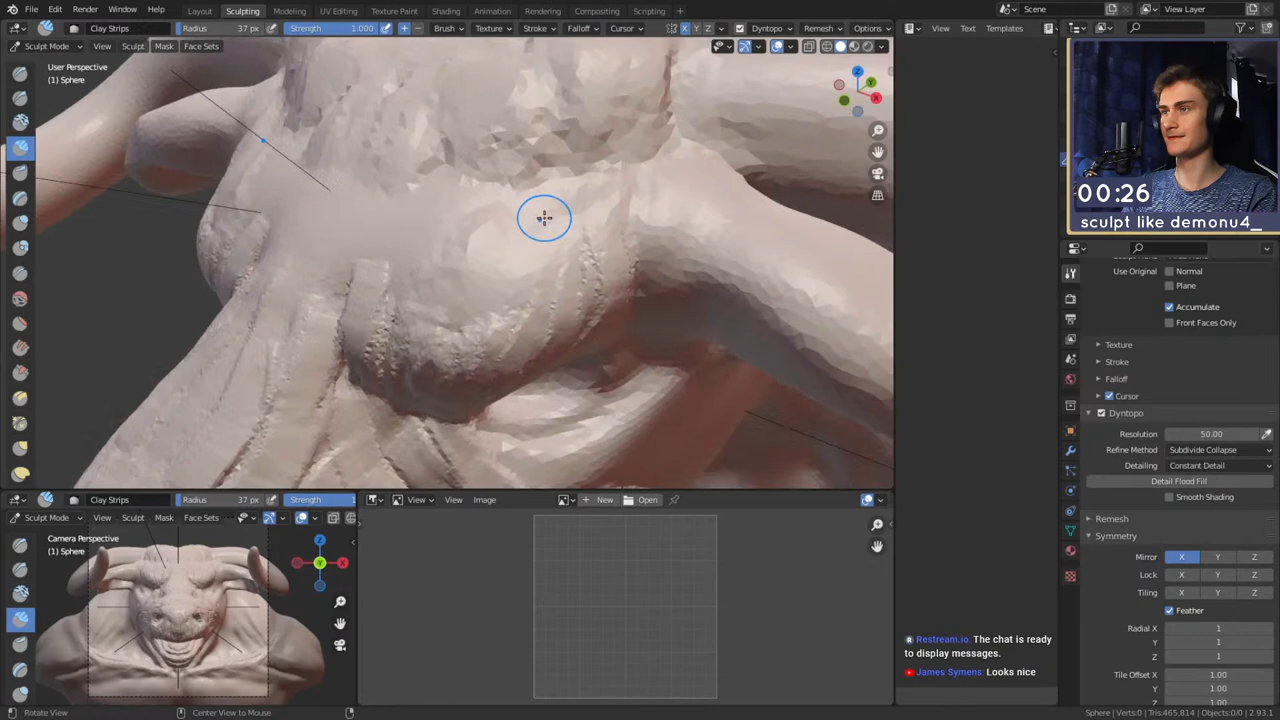 File Edit Render Window Help Layout Sculpting Modeling UV Editing Texture Paint Shading Animation Rendering Compositing Scripting Scene View Layer
Clay Strips Radius 37 px Strength 1.000 Brush Texture Stroke Falloff Cursor X Y Z Dyntopo Remesh Options View Text Templates
Sculpt Mode View Sculpt Mask Face Sets
User Perspective
(1) Sphere
00:26
sculpt like demonu4_
Use Original Normal
Plane
Accumulate
Front Faces Only
Texture
Stroke
Falloff
Cursor
Dyntopo
Resolution 50.00
Refine Method Subdivide Collapse
Detailing Constant Detail
Detail Flood Fill
Smooth Shading
Remesh
Symmetry
Mirror X Y Z
Lock X Y Z
Tiling X Y Z
Feather
Radial X 1
Y 1
Z 1
Tile Offset X 1.00
Y 1.00
Z 1.00
Clay Strips Radius 37 px Strength 1
View View Image New Open
Sculpt Mode View Sculpt Mask Face Sets
Camera Perspective
(1) Sphere
Restream.io: The chat is ready
to display messages.
James Symens: Looks nice
Rotate View Center View to Mouse Sphere | Verts:0 | Tris:465,814 | Objects:0/0 | 2.93.1